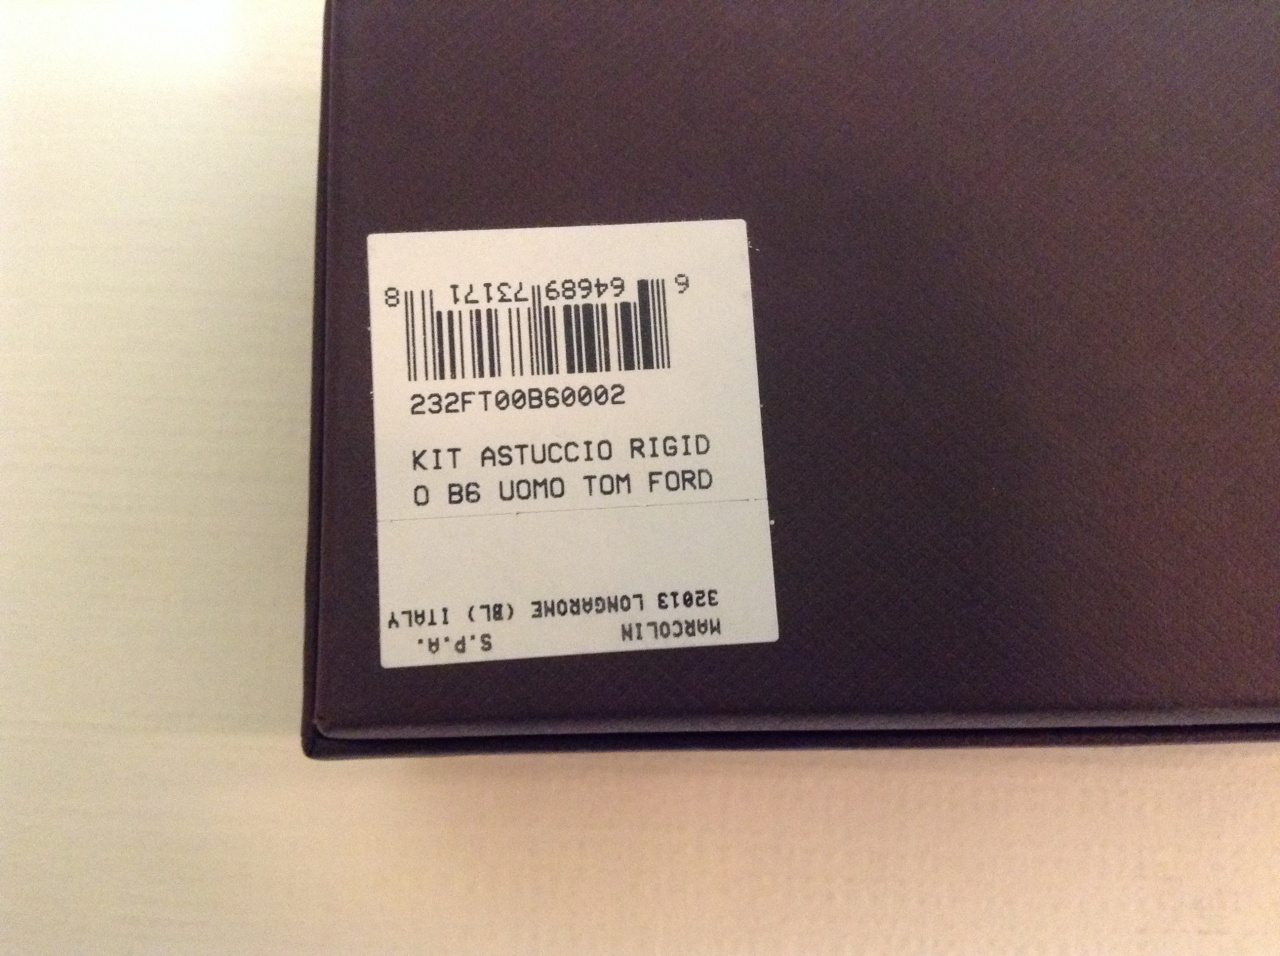 6 64689 73171 8
232FT00B60002
KIT ASTUCCIO RIGID
O B6 UOMO TOM FORD
MARCOLIN S.P.A.
32013 LONGARONE (BL) ITALY